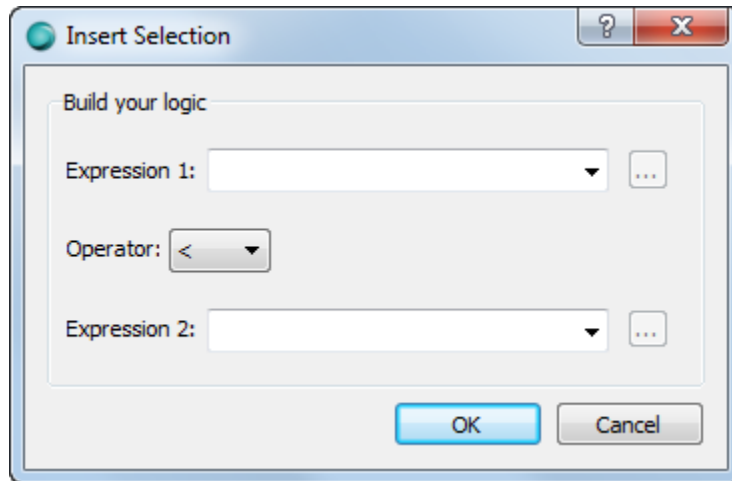 Insert Selection
Build your logic
Expression 1:
...
Operator: <
Expression 2:
...
OK Cancel